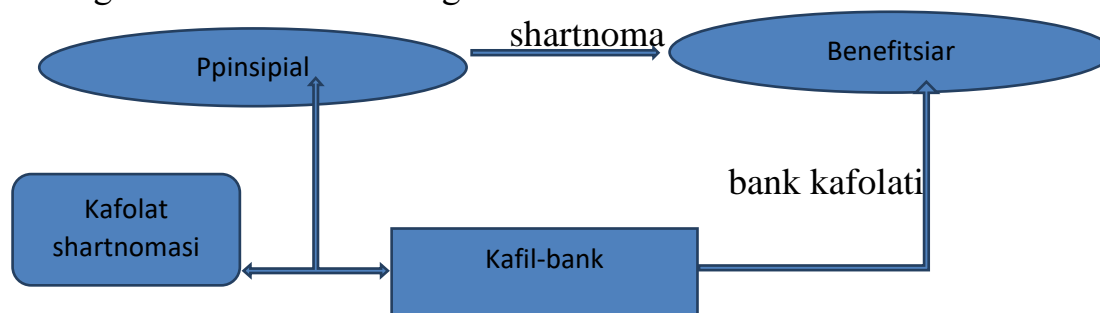 shartnoma
Ppinsipial
Benefitsiar
bank kafolati
Kafolat
shartnomasi
Kafil-bank